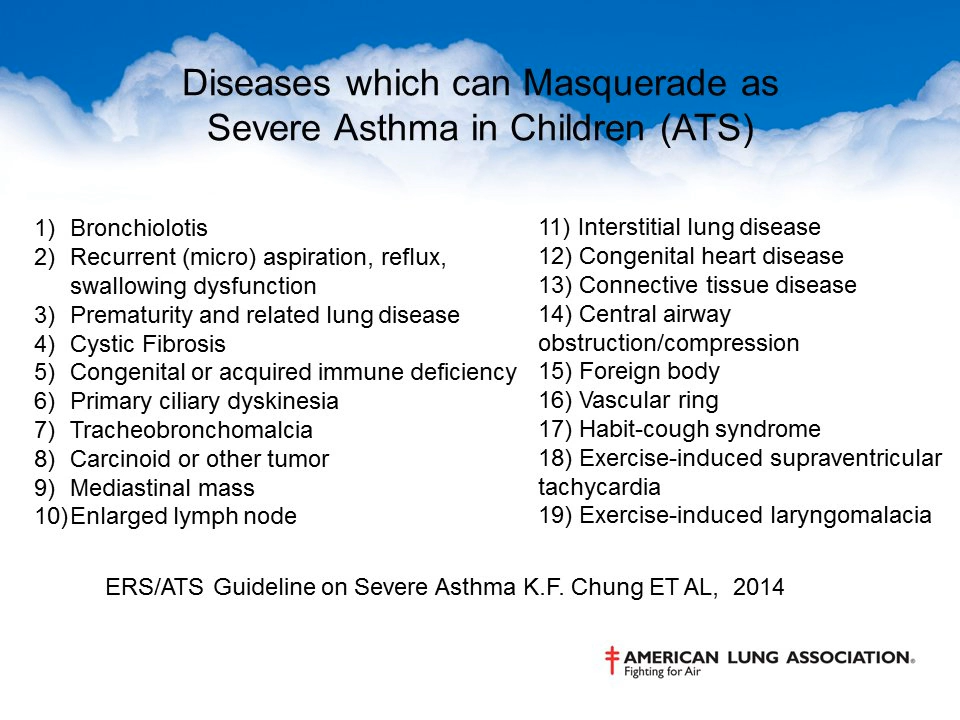 Diseases which can Masquerade as
Severe Asthma in Children (ATS)
1) Bronchiolotis
2) Recurrent (micro) aspiration, reflux,
swallowing dysfunction
3) Prematurity and related lung disease
4) Cystic Fibrosis
5) Congenital or acquired immune deficiency
6) Primary ciliary dyskinesia
7) Tracheobronchomalcia
8) Carcinoid or other tumor
9) Mediastinal mass
10)Enlarged lymph node
11) Interstitial lung disease
12) Congenital heart disease
13) Connective tissue disease
14) Central airway
obstruction/compression
15) Foreign body
16) Vascular ring
17) Habit-cough syndrome
18) Exercise-induced supraventricular
tachycardia
19) Exercise-induced laryngomalacia
ERS/ATS Guideline on Severe Asthma K.F. Chung ET AL, 2014
AMERICAN LUNG ASSOCIATION®
Fighting for Air